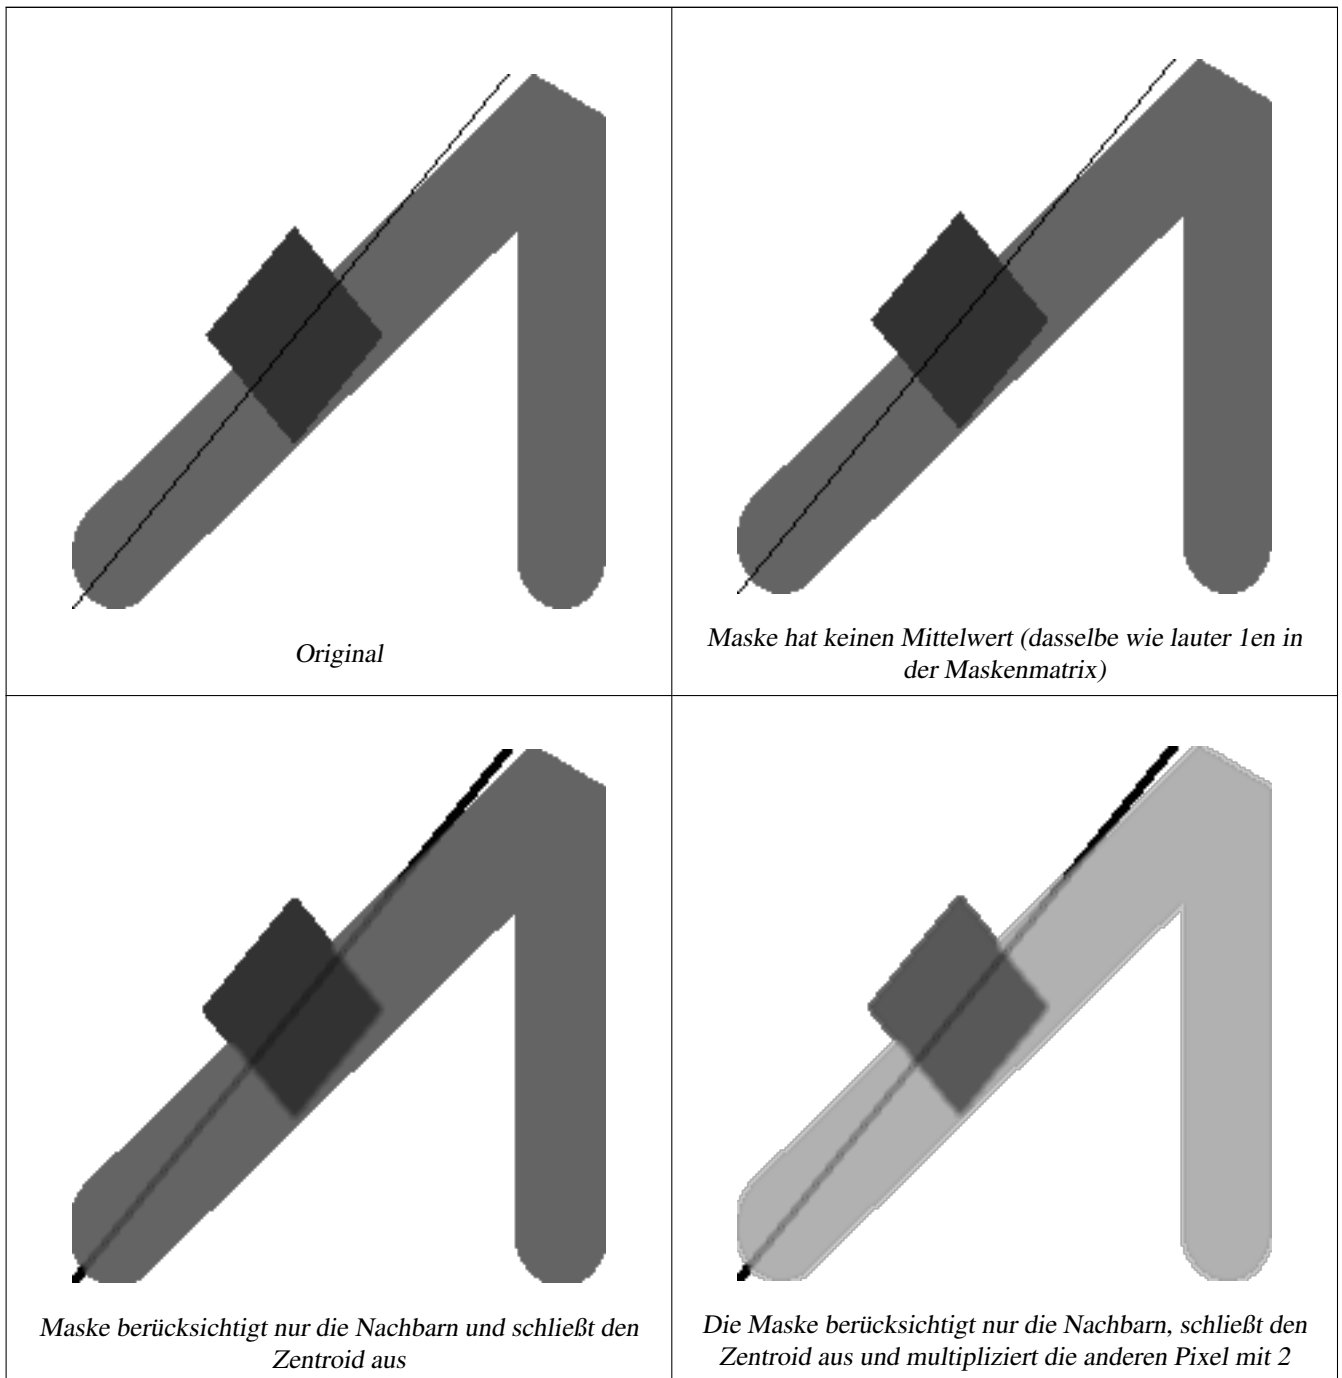 Original
Maske hat keinen Mittelwert (dasselbe wie lauter 1en in
der Maskenmatrix)
Maske berücksichtigt nur die Nachbarn und schließt den
Zentroid aus
Die Maske berücksichtigt nur die Nachbarn, schließt den
Zentroid aus und multipliziert die anderen Pixel mit 2